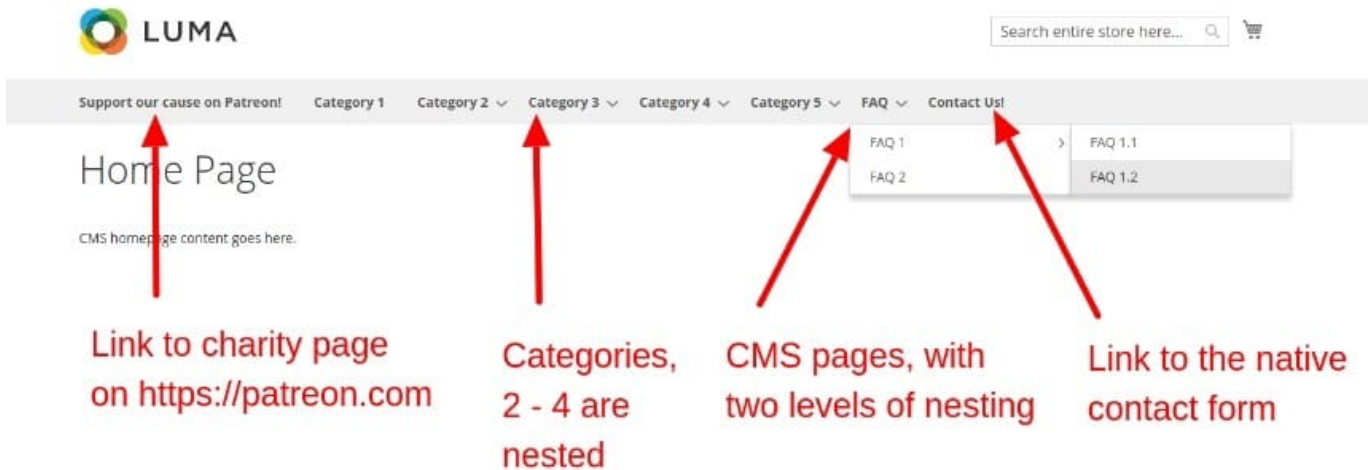 LUMA
Search entire store here...
Support our cause on Patreon! Category 1 Category 2 Category 3 Category 4 Category 5 FAQ Contact Us!
FAQ 1 FAQ 1.1
FAQ 2 FAQ 1.2
Home Page
CMS homepage content goes here.
Link to charity page
on https://patreon.com
Categories,
2 - 4 are
nested
CMS pages, with
two levels of nesting
Link to the native
contact form